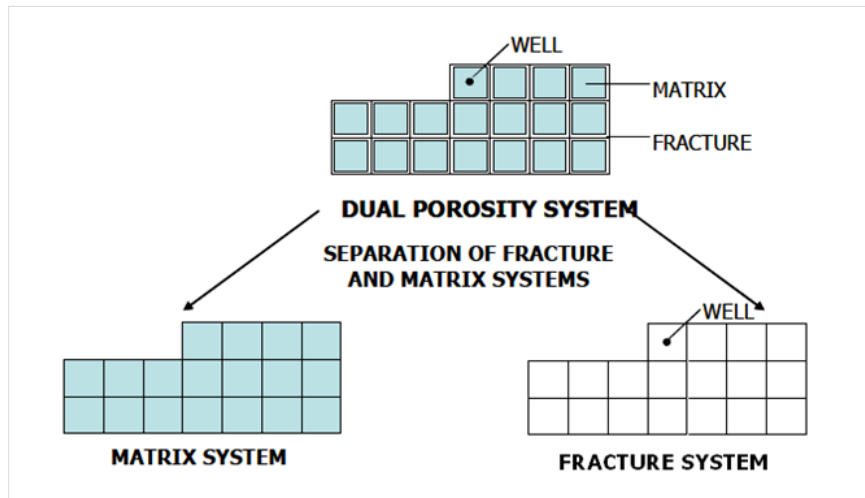 WELL
MATRIX
FRACTURE
DUAL POROSITY SYSTEM
SEPARATION OF FRACTURE
AND MATRIX SYSTEMS
WELL
MATRIX SYSTEM
FRACTURE SYSTEM